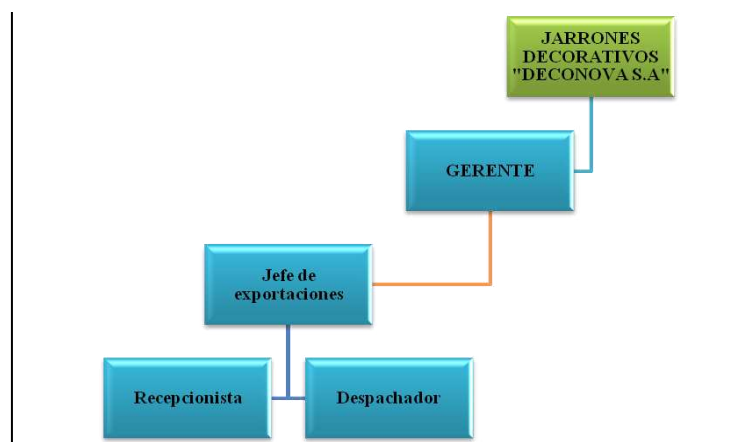 JARRONES
DECORATIVOS
"DECONOVA S.A"
GERENTE
Jefe de
exportaciones
Recepcionista
Despachador